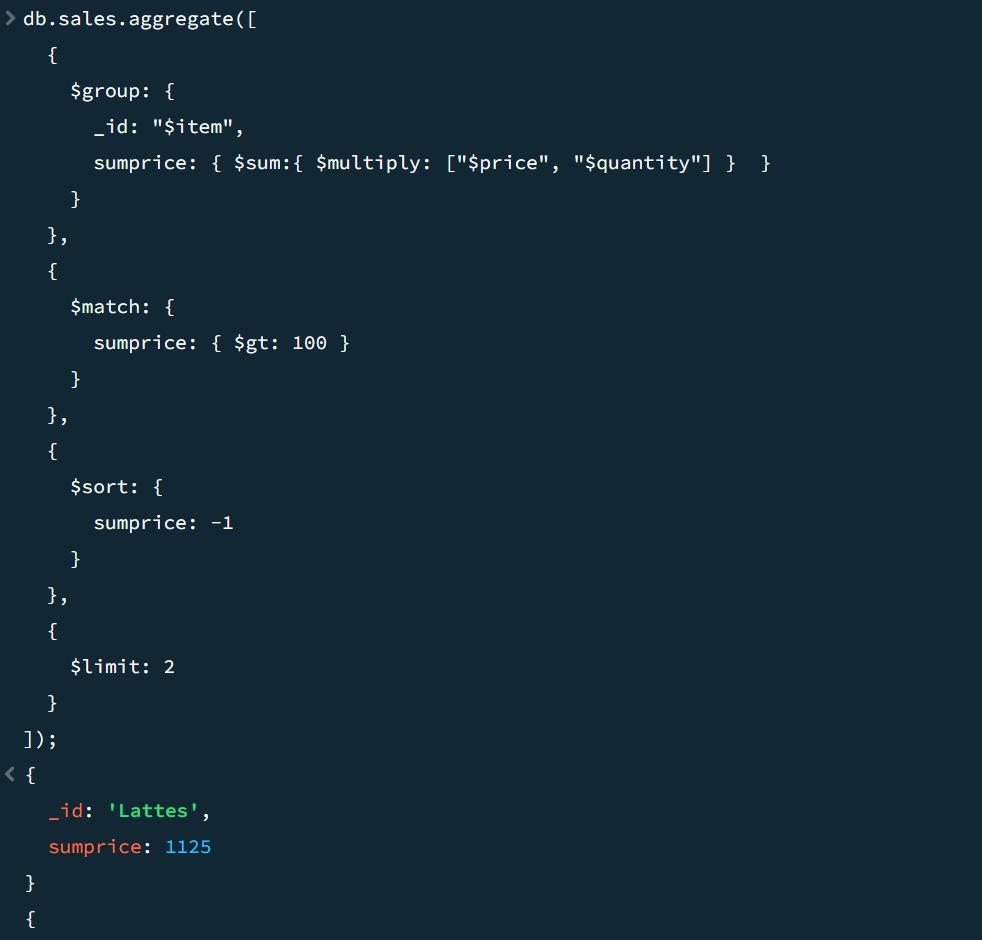 > db.sales.aggregate([
{
$group: {
_id: "$item",
sumprice: { $sum:{ $multiply: ["$price", "$quantity"] }  }
}
},
{
$match: {
sumprice: { $gt: 100 }
}
},
{
$sort: {
sumprice: -1
}
},
{
$limit: 2
}
]);
< {
_id: 'Lattes',
sumprice: 1125
}
{